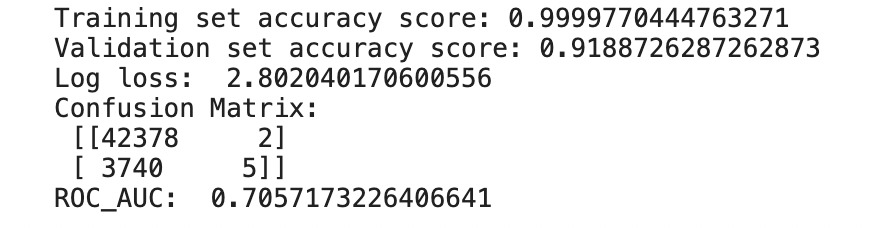 Training set accuracy score: 0.9999770444763271
Validation set accuracy score: 0.9188726287262873
Log loss:  2.802040170600556
Confusion Matrix:
 [[42378     2]
 [ 3740     5]]
ROC_AUC:  0.7057173226406641